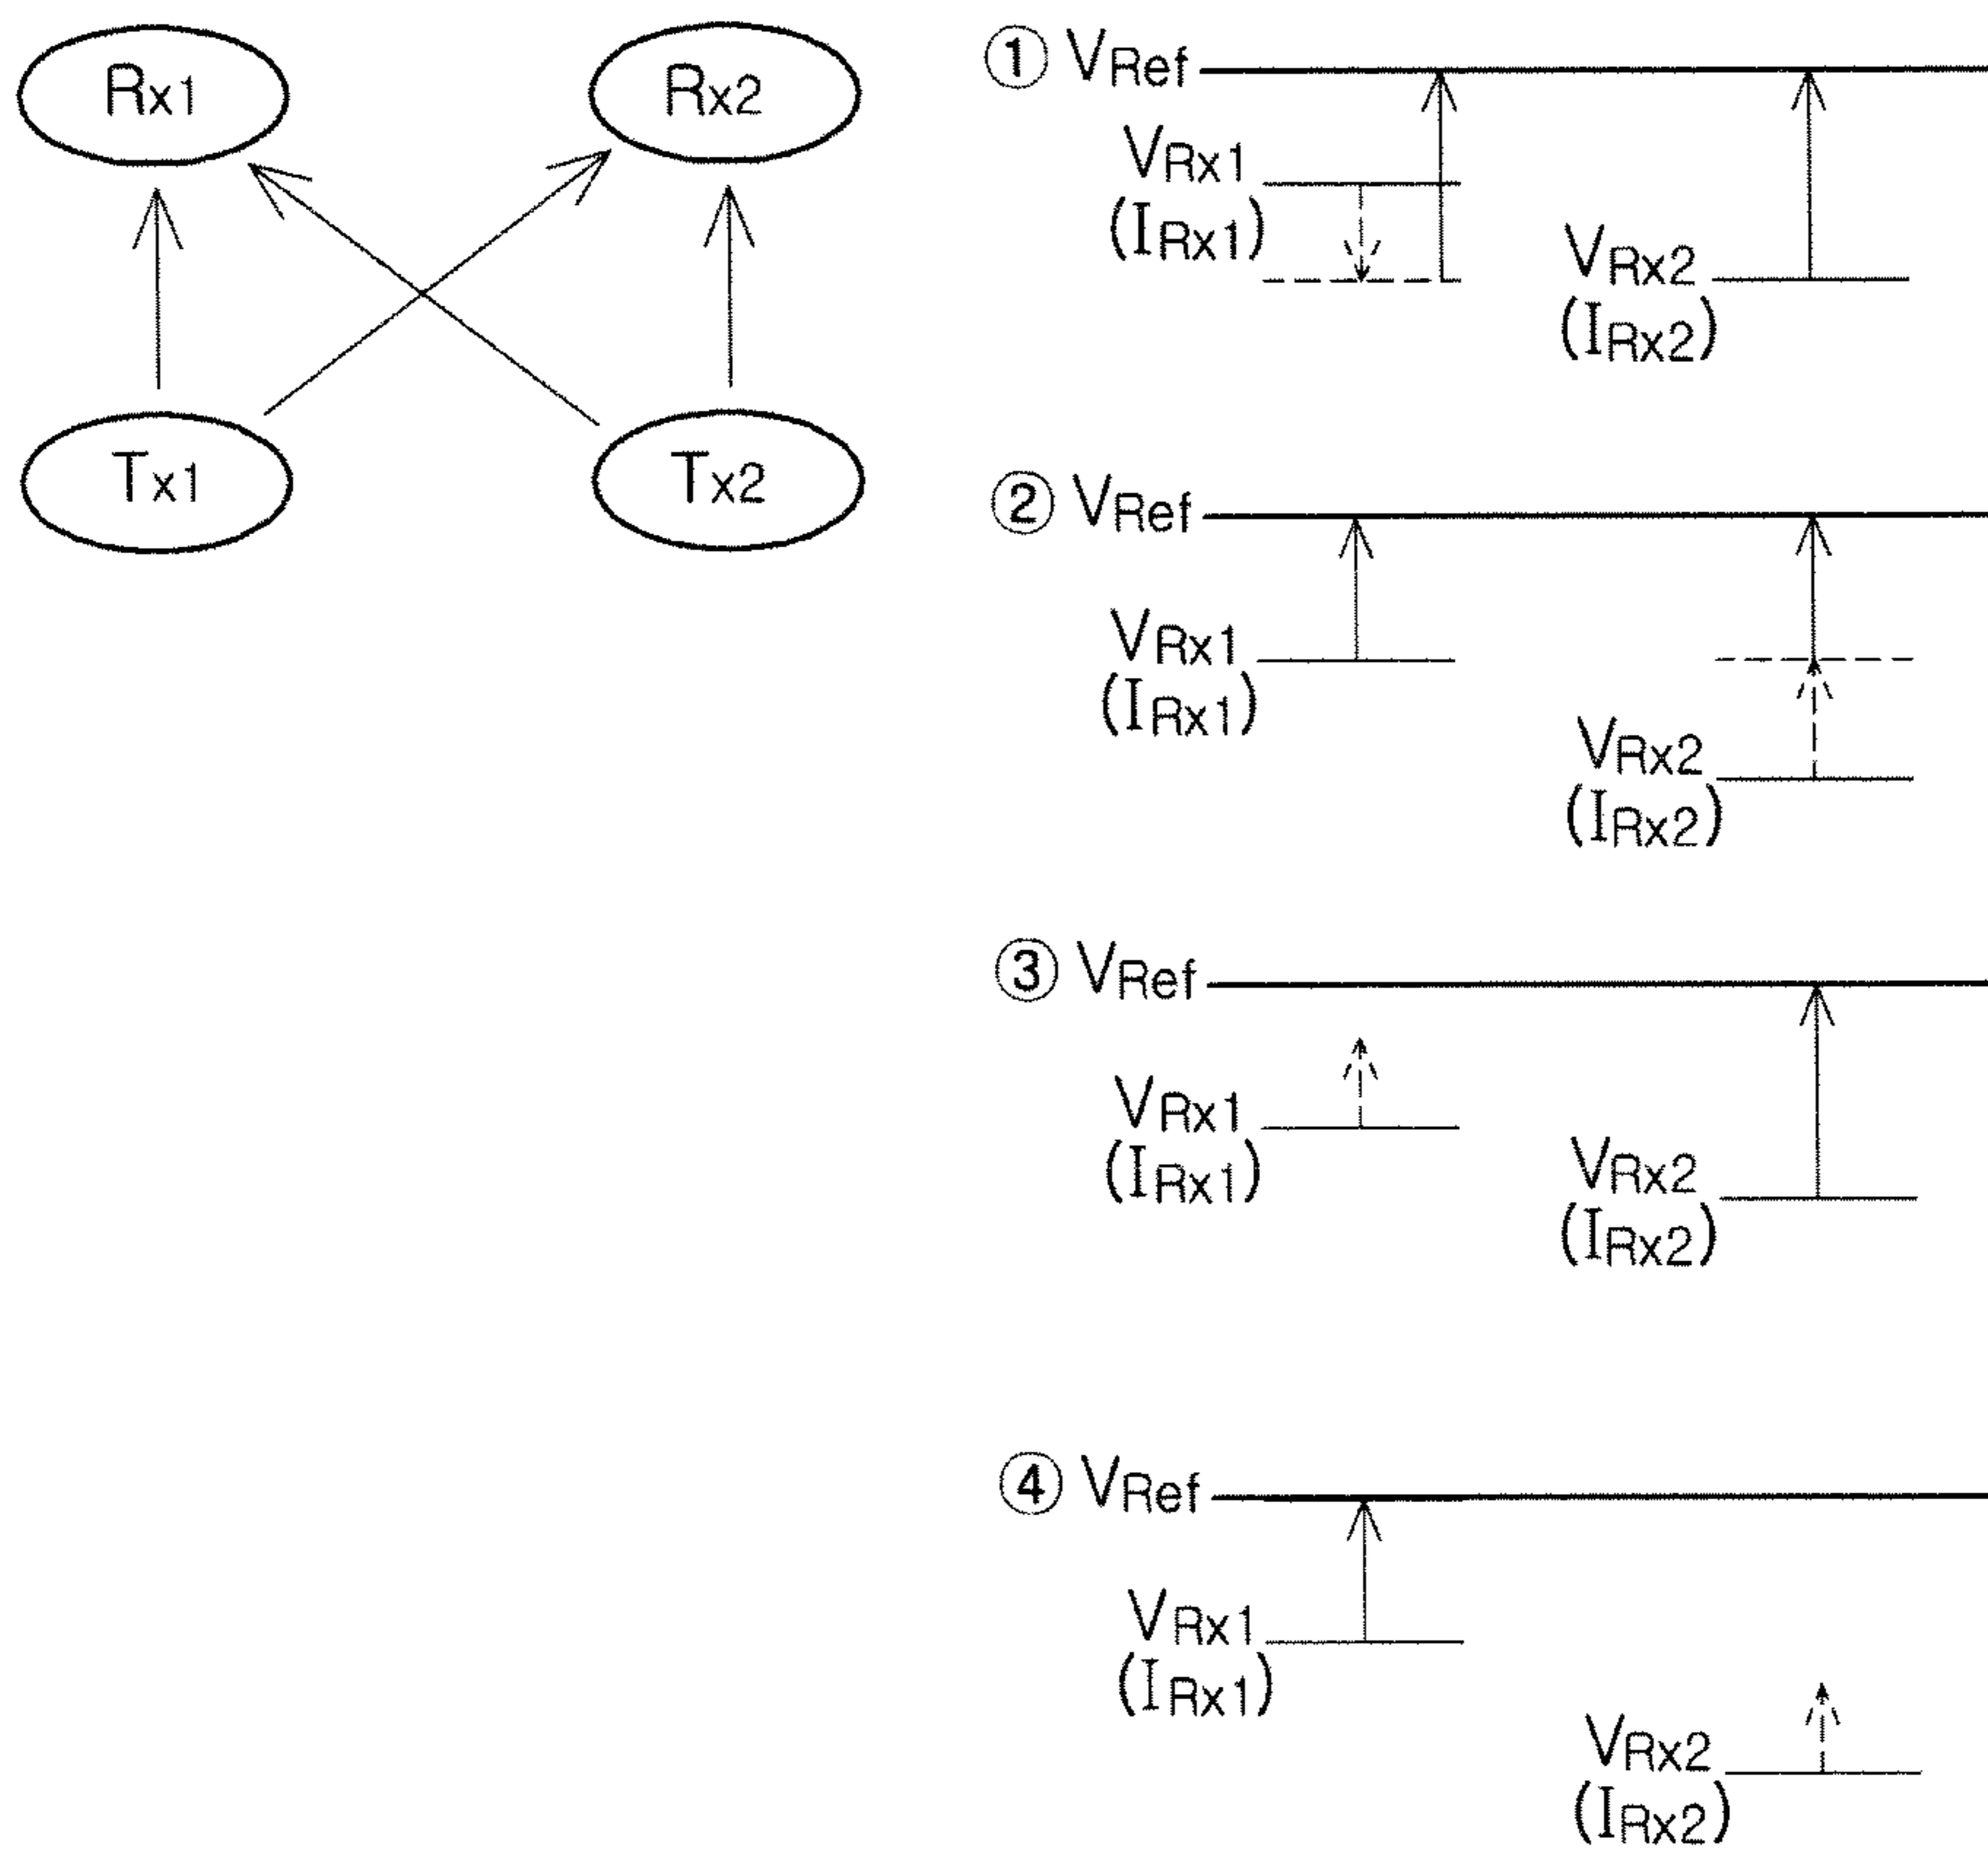 Rx1
Rx2
Tx1
Tx2
① VRef
VRx1
(IRx1)
VRx2
(IRx2)
② VRef
VRx1
(IRx1)
VRx2
(IRx2)
③ VRef
VRx1
(IRx1)
VRx2
(IRx2)
④ VRef
VRx1
(IRx1)
VRx2
(IRx2)